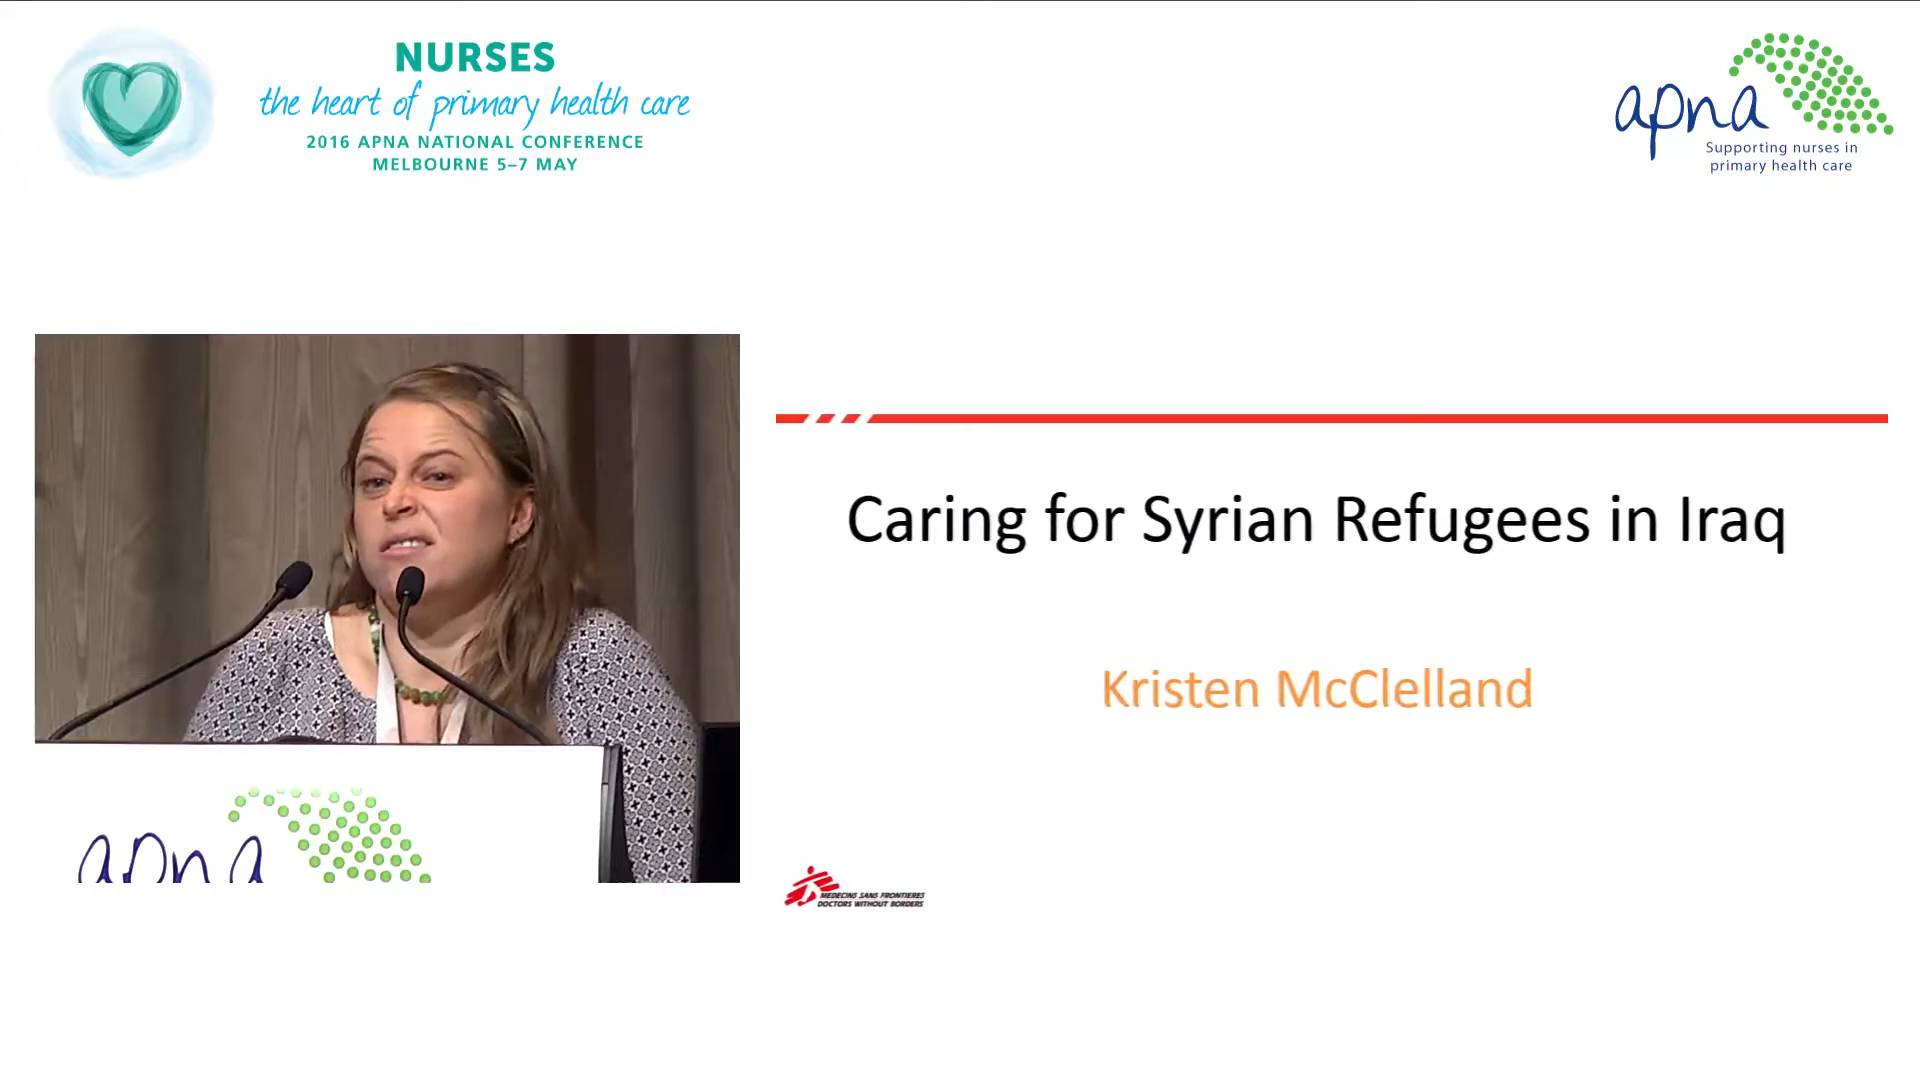 NURSES
the heart of primary health care
2016 APNA NATIONAL CONFERENCE
MELBOURNE 5–7 MAY
apna
Supporting nurses in
primary health care
Caring for Syrian Refugees in Iraq
Kristen McClelland
MEDECINS SANS FRONTIERES
DOCTORS WITHOUT BORDERS
apna